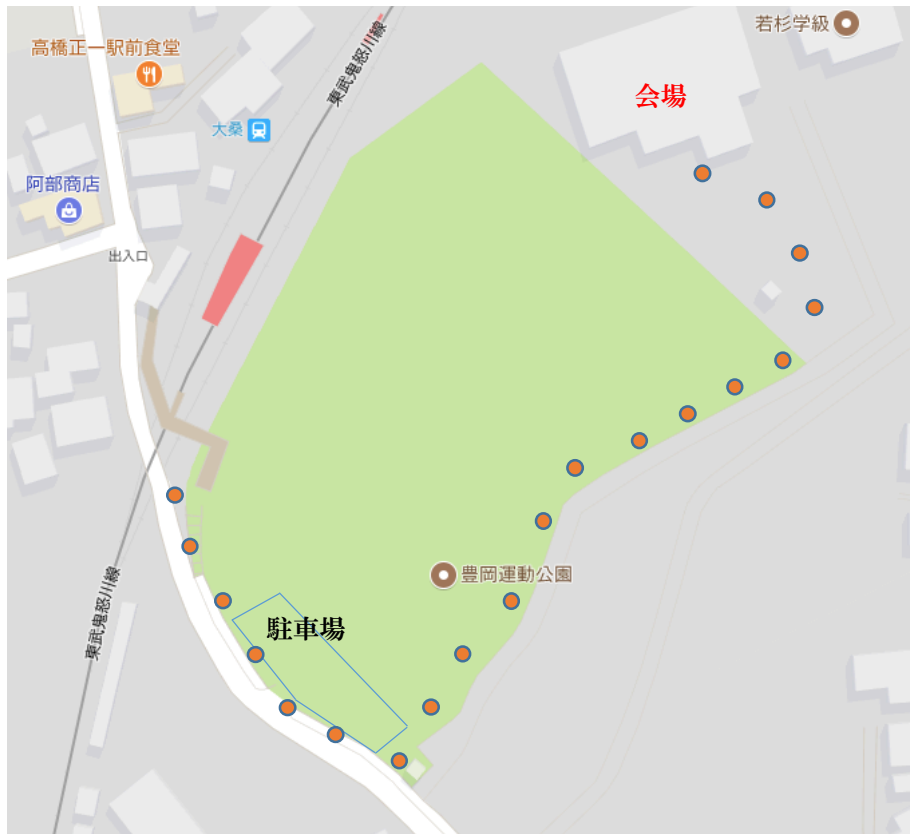 若杉学級
高橋正一駅前食堂
東武鬼怒川線
会場
大桑
阿部商店
出入口
豊岡運動公園
駐車場
東武鬼怒川線